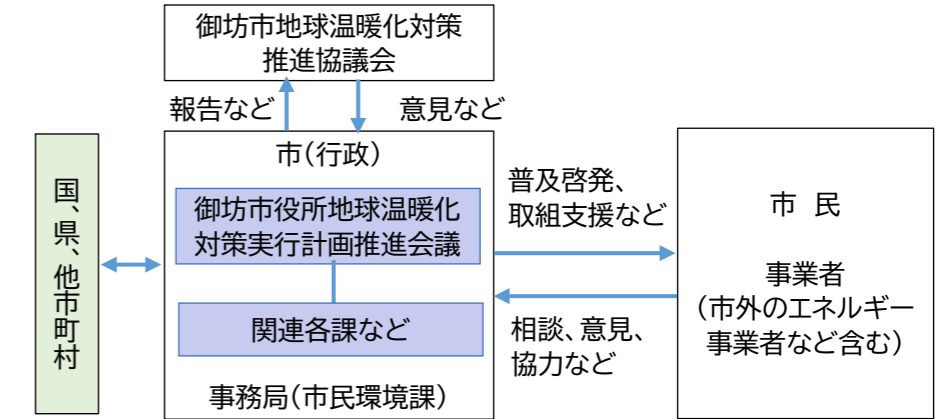 御坊市地球温暖化対策
推進協議会
報告など
意見など
国、県、他市町村
市(行政)
御坊市役所地球温暖化
対策実行計画推進会議
関連各課など
事務局(市民環境課)
普及啓発、
取組支援など
相談、意見、
協力など
市 民
事業者
(市外のエネルギー
事業者など含む)